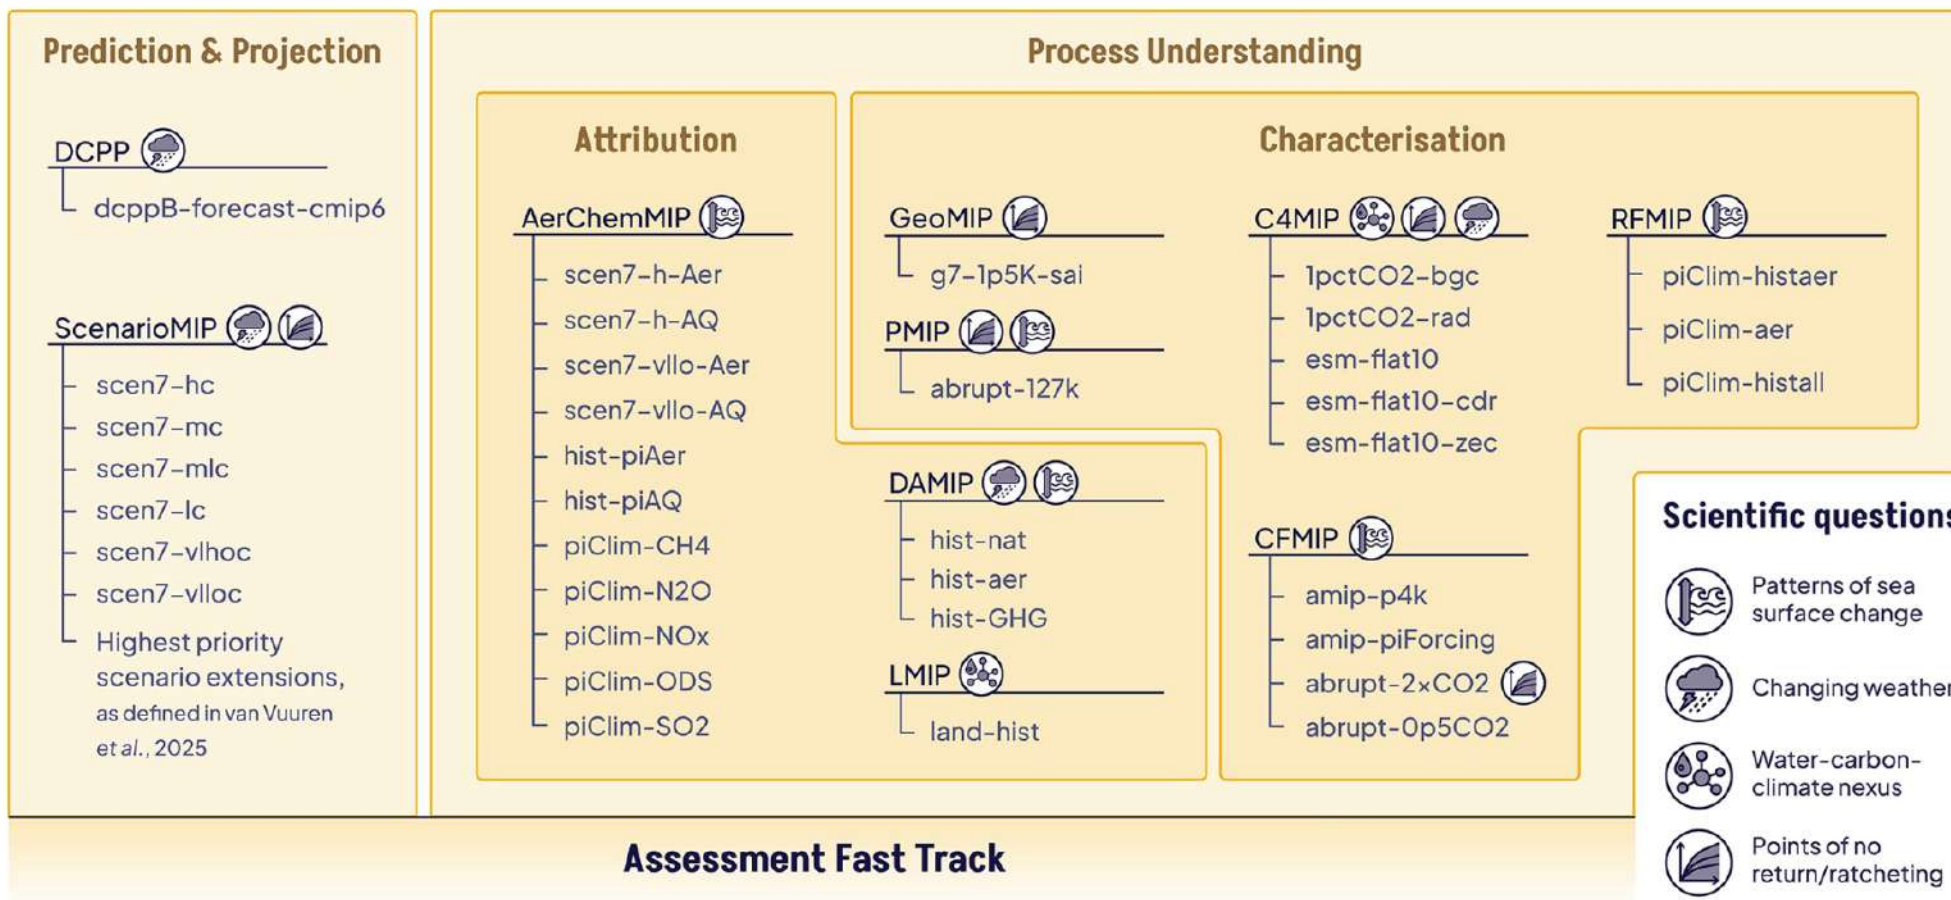 Prediction & Projection
DCPP
dcppB-forecast-cmip6
ScenarioMIP
scen7-hc
scen7-mc
scen7-mlc
scen7-lc
scen7-vlhoc
scen7-vlloc
Highest priority
scenario extensions,
as defined in van Vuuren
et al., 2025
Process Understanding
Attribution
AerChemMIP
scen7-h-Aer
scen7-h-AQ
scen7-vllo-Aer
scen7-vllo-AQ
hist-piAer
hist-piAQ
piClim-CH4
piClim-N2O
piClim-NOx
piClim-ODS
piClim-SO2
DAMIP
hist-nat
hist-aer
hist-GHG
LMIP
land-hist
Characterisation
GeoMIP
g7-1p5K-sai
PMIP
abrupt-127k
C4MIP
1pctCO2-bgc
1pctCO2-rad
esm-flat10
esm-flat10-cdr
esm-flat10-zec
CFMIP
amip-p4k
amip-piForcing
abrupt-2xCO2
abrupt-0p5CO2
RFMIP
piClim-histaer
piClim-aer
piClim-histall
Scientific questions
Patterns of sea
surface change
Changing weather
Water-carbon-
climate nexus
Points of no
return/ratcheting
Assessment Fast Track